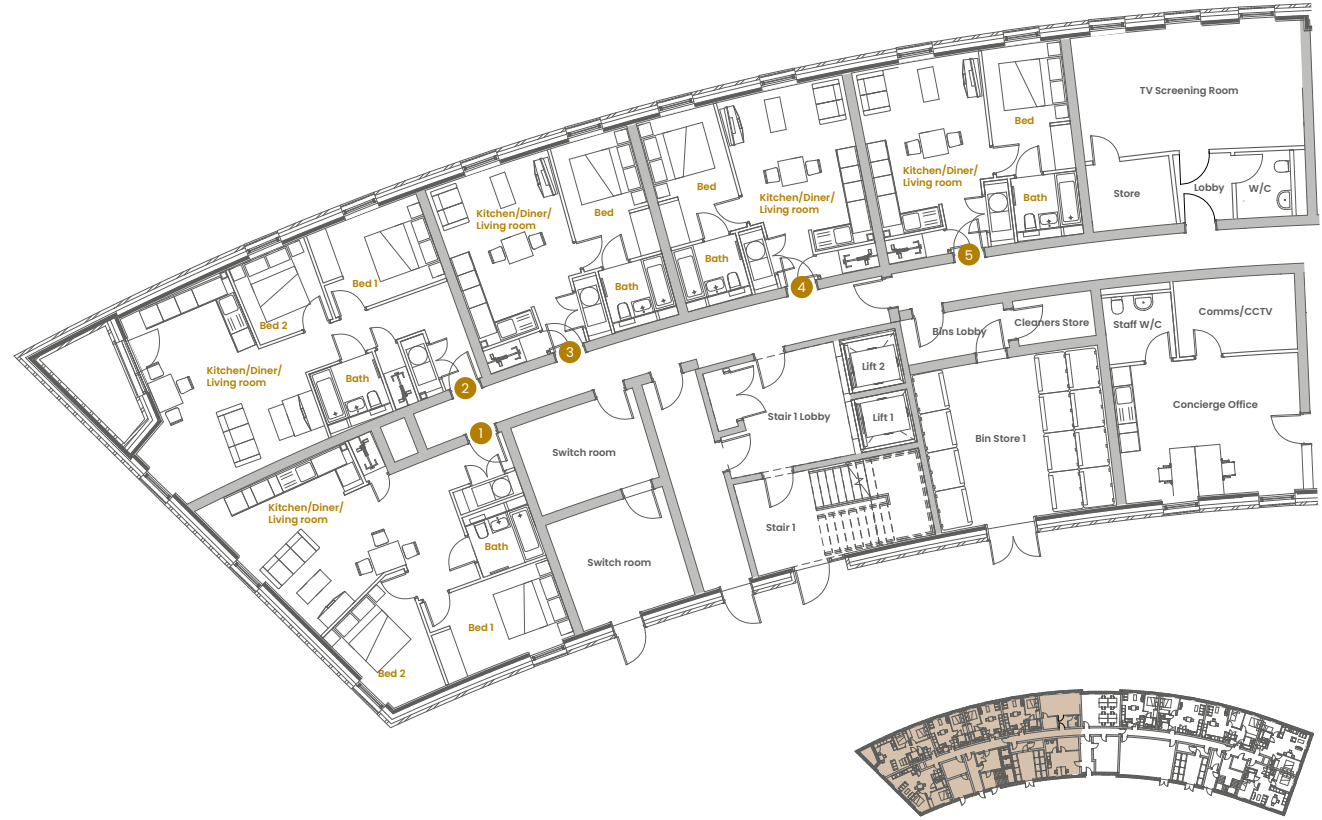 TV Screening Room
Bed
Kitchen/Diner/
Living room
Store
Lobby
W/C
Bath
5
Bed
Kitchen/Diner/
Living room
Bath
4
Kitchen/Diner/
Living room
Bed
Bath
3
Bed 1
Bed 2
Kitchen/Diner/
Living room
Bath
2
1
Kitchen/Diner/
Living room
Bath
Bed 1
Bed 2
Switch room
Switch room
Stair 1 Lobby
Stair 1
Lift 2
Lift 1
Bins Lobby
Cleaners Store
Staff W/C
Comms/CCTV
Concierge Office
Bin Store 1